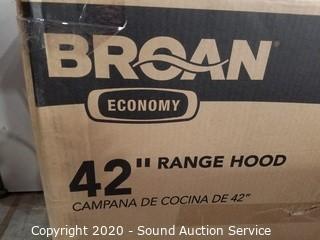 BROAN®
ECONOMY
42" RANGE HOOD
CAMPANA DE COCINA DE 42"
Copyright 2020 - Sound Auction Service